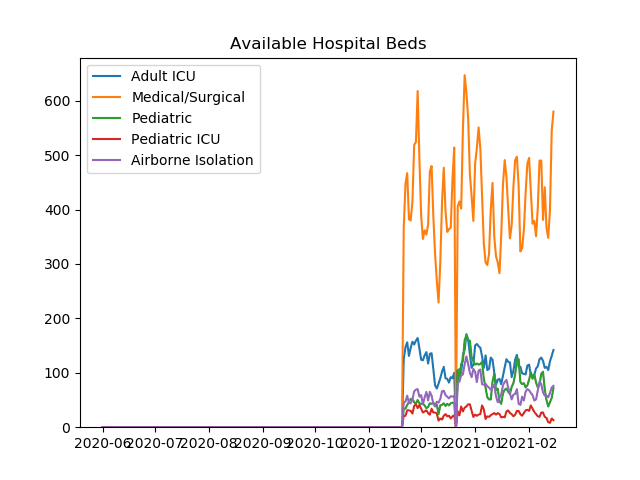 Available Hospital Beds
Adult ICU
Medical/Surgical
Pediatric
Pediatric ICU
Airborne Isolation
600
500
400
300
200
100
0
2020-06 2020-07 2020-08 2020-09 2020-10 2020-11 2020-12 2021-01 2021-02